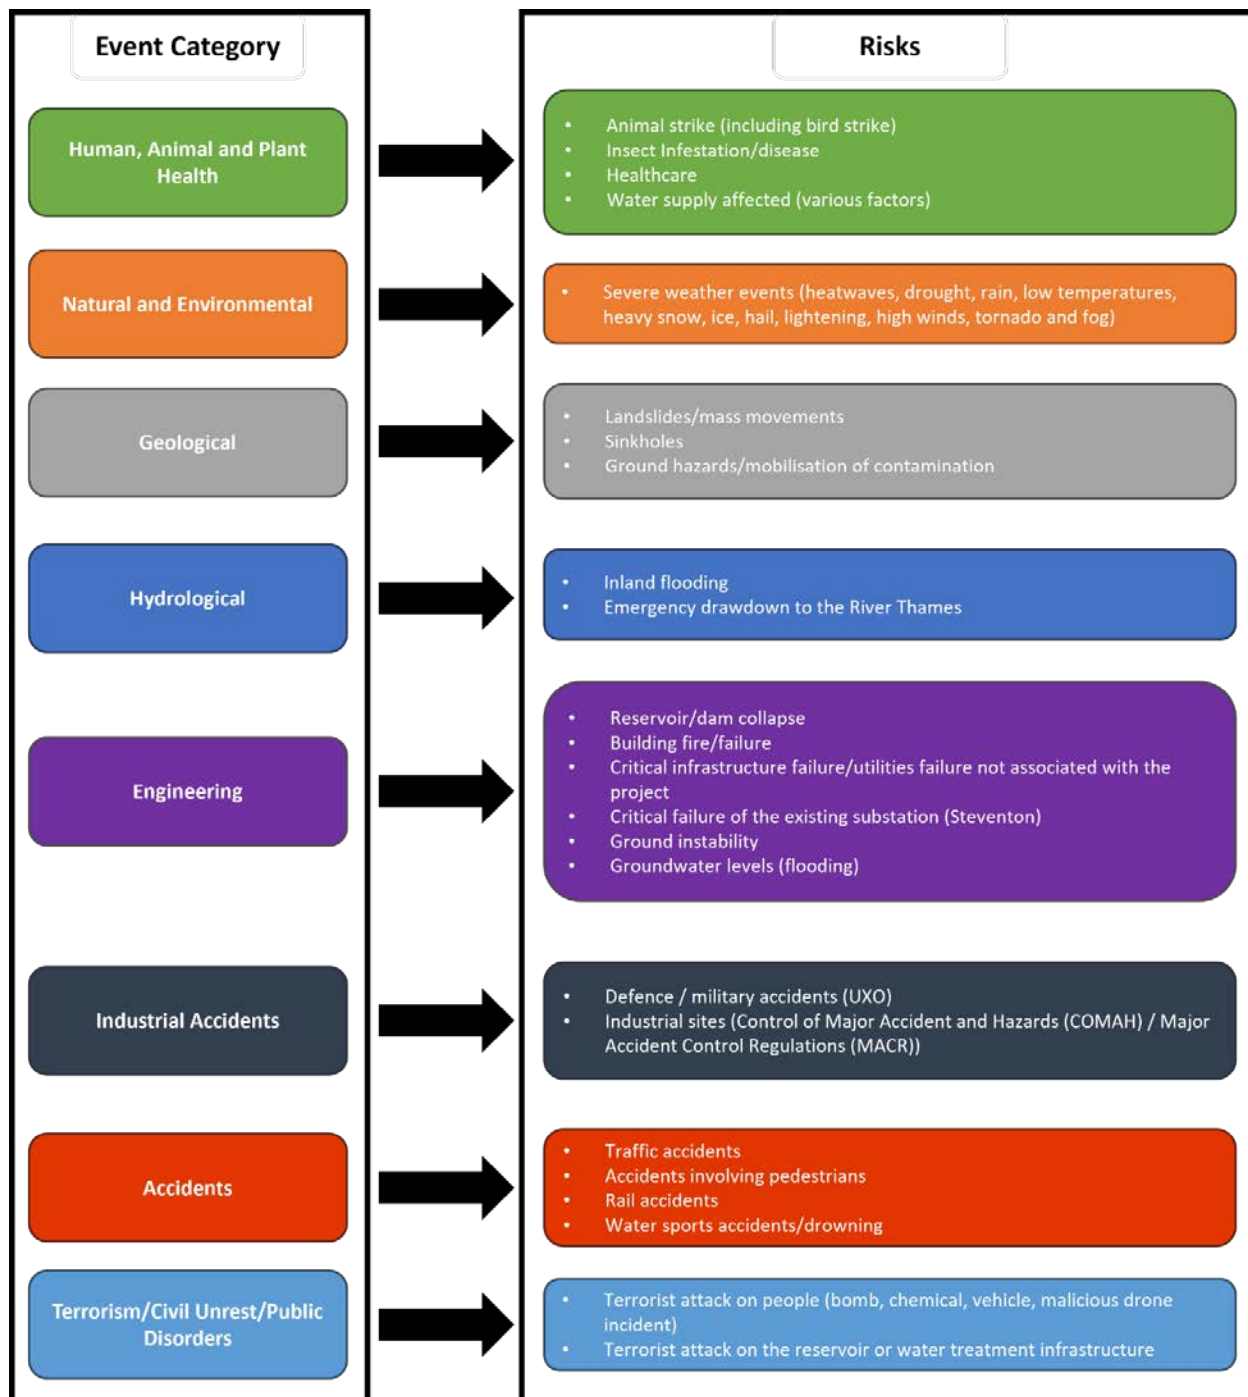 Event Category
Risks
Human, Animal and Plant
Health
• Animal strike (including bird strike)
• Insect Infestation/disease
• Healthcare
• Water supply affected (various factors)
Natural and Environmental
• Severe weather events (heatwaves, drought, rain, low temperatures,
heavy snow, ice, hail, lightening, high winds, tornado and fog)
Geological
• Landslides/mass movements
• Sinkholes
• Ground hazards/mobilisation of contamination
Hydrological
• Inland flooding
• Emergency drawdown to the River Thames
Engineering
• Reservoir/dam collapse
• Building fire/failure
• Critical infrastructure failure/utilities failure not associated with the
project
• Critical failure of the existing substation (Steventon)
• Ground instability
• Groundwater levels (flooding)
Industrial Accidents
• Defence / military accidents (UXO)
• Industrial sites (Control of Major Accident and Hazards (COMAH) / Major
Accident Control Regulations (MACR))
Accidents
• Traffic accidents
• Accidents involving pedestrians
• Rail accidents
• Water sports accidents/drowning
Terrorism/Civil Unrest/Public
Disorders
• Terrorist attack on people (bomb, chemical, vehicle, malicious drone
incident)
• Terrorist attack on the reservoir or water treatment infrastructure